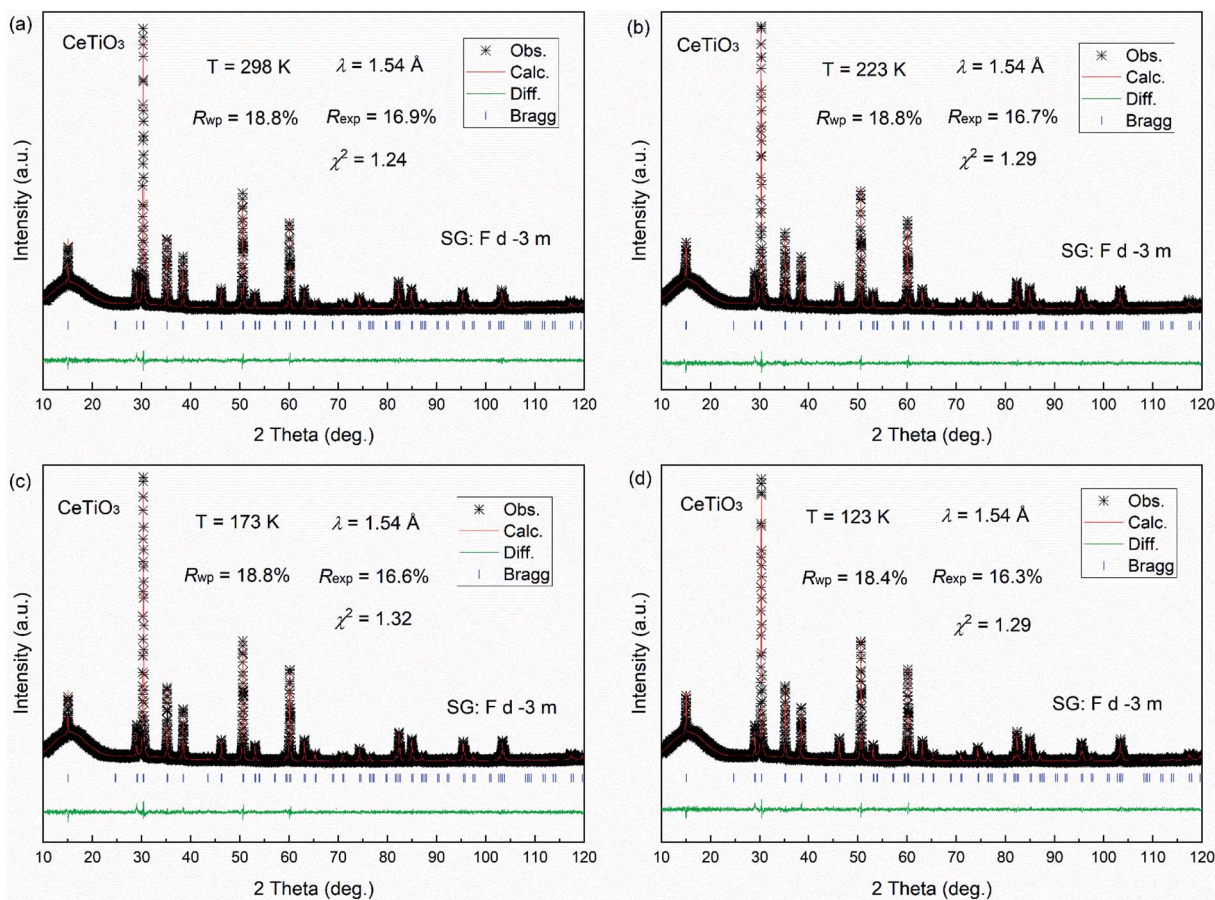 (a)
CeTiO₃
T = 298 K λ = 1.54 Å
Rwp = 18.8% Rexp = 16.9%
χ² = 1.24
Obs.
Calc.
Diff.
Bragg
SG: F d -3 m
Intensity (a.u.)
10 20 30 40 50 60 70 80 90 100 110 120
2 Theta (deg.)
(b)
CeTiO₃
T = 223 K λ = 1.54 Å
Rwp = 18.8% Rexp = 16.7%
χ² = 1.29
Obs.
Calc.
Diff.
Bragg
SG: F d -3 m
Intensity (a.u.)
10 20 30 40 50 60 70 80 90 100 110 120
2 Theta (deg.)
(c)
CeTiO₃
T = 173 K λ = 1.54 Å
Rwp = 18.8% Rexp = 16.6%
χ² = 1.32
Obs.
Calc.
Diff.
Bragg
SG: F d -3 m
Intensity (a.u.)
10 20 30 40 50 60 70 80 90 100 110 120
2 Theta (deg.)
(d)
CeTiO₃
T = 123 K λ = 1.54 Å
Rwp = 18.4% Rexp = 16.3%
χ² = 1.29
Obs.
Calc.
Diff.
Bragg
SG: F d -3 m
Intensity (a.u.)
10 20 30 40 50 60 70 80 90 100 110 120
2 Theta (deg.)